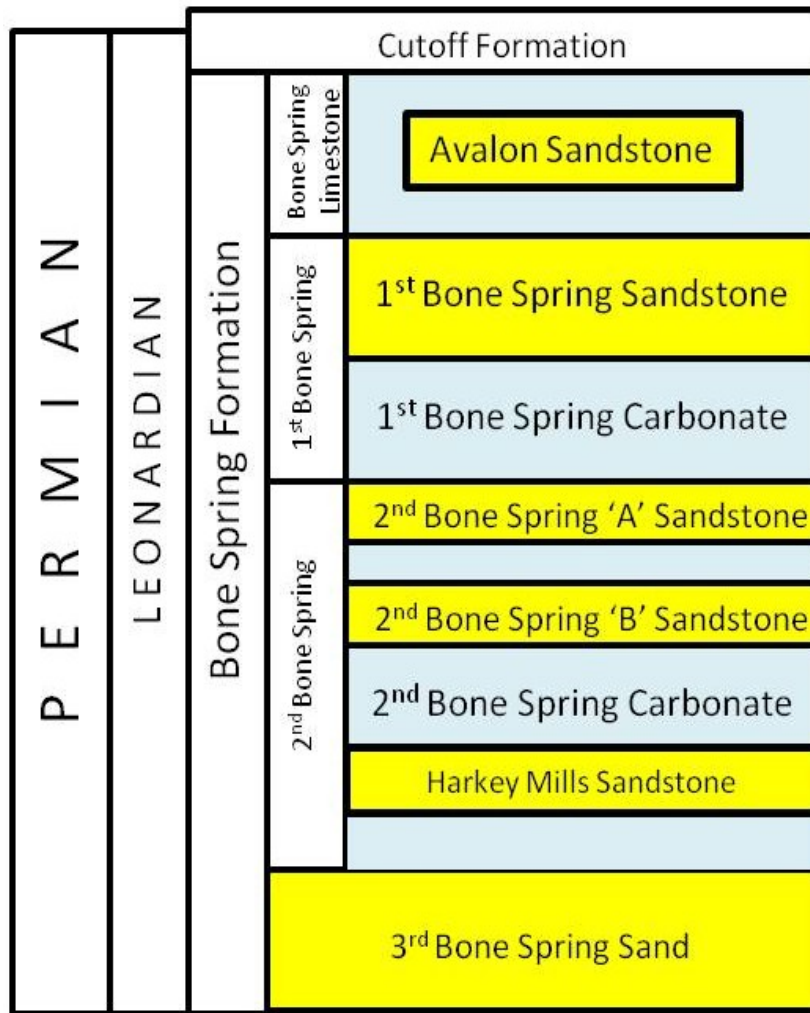 Cutoff Formation
PERMIAN
LEONARDIAN
Bone Spring Formation
Bone Spring
Limestone
Avalon Sandstone
1st Bone Spring
1st Bone Spring Sandstone
1st Bone Spring Carbonate
2nd Bone Spring
2nd Bone Spring ‘A’ Sandstone
2nd Bone Spring ‘B’ Sandstone
2nd Bone Spring Carbonate
Harkey Mills Sandstone
3rd Bone Spring Sand